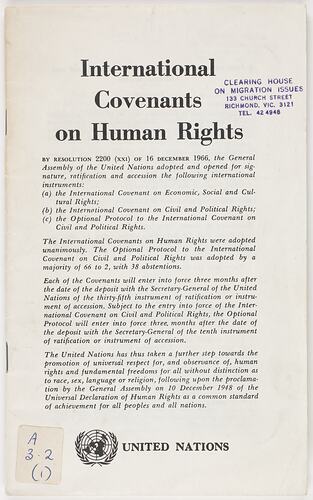 International
Covenants
on Human Rights
CLEARING HOUSE
ON MIGRATION ISSUES
133 CHURCH STREET
RICHMOND, VIC. 3121
TEL. 42 4948
BY RESOLUTION 2200 (XXI) OF 16 DECEMBER 1966, the General
Assembly of the United Nations adopted and opened for sig-
nature, ratification and accession the following international
instruments:
(a) the International Covenant on Economic, Social and Cul-
tural Rights;
(b) the International Covenant on Civil and Political Rights;
(c) the Optional Protocol to the International Covenant on
Civil and Political Rights.
The International Covenants on Human Rights were adopted
unanimously. The Optional Protocol to the International
Covenant on Civil and Political Rights was adopted by a
majority of 66 to 2, with 38 abstentions.
Each of the Covenants will enter into force three months after
the date of the deposit with the Secretary-General of the United
Nations of the thirty-fifth instrument of ratification or instru-
ment of accession. Subject to the entry into force of the Inter-
national Covenant on Civil and Political Rights, the Optional
Protocol will enter into force three months after the date of
the deposit with the Secretary-General of the tenth instrument
of ratification or instrument of accession.
The United Nations has thus taken a further step towards the
promotion of universal respect for, and observance of, human
rights and fundamental freedoms for all without distinction as
to race, sex, language or religion, following upon the proclama-
tion by the General Assembly on 10 December 1948 of the
Universal Declaration of Human Rights as a common standard
of achievement for all peoples and all nations.
A
3.2
(1)
UNITED NATIONS